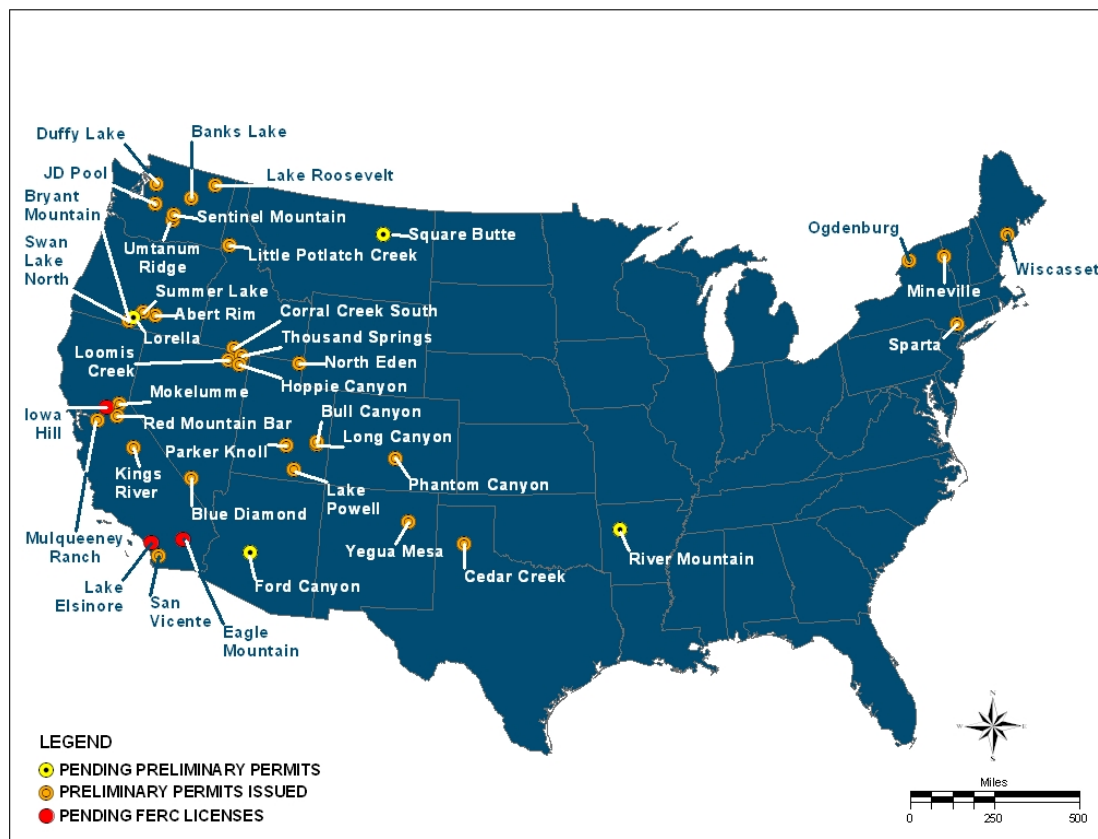 Duffy Lake
Banks Lake
JD Pool
Lake Roosevelt
Bryant
Mountain
Sentinel Mountain
Swan
Lake
North
Umtanum
Ridge
Little Potlatch Creek
Square Butte
Ogdenburg
Wiscasset
Mineville
Summer Lake
Abert Rim
Lorella
Corral Creek South
Thousand Springs
Loomis
Creek
North Eden
Hoppie Canyon
Sparta
Mokelumme
Iowa
Hill
Red Mountain Bar
Bull Canyon
Long Canyon
Parker Knoll
Kings
River
Lake
Powell
Phantom Canyon
Blue Diamond
Mulqueeney
Ranch
Yegua Mesa
River Mountain
Cedar Creek
Ford Canyon
Lake
Elsinore
San
Vicente
Eagle
Mountain
N
W
E
S
LEGEND
PENDING PRELIMINARY PERMITS
PRELIMINARY PERMITS ISSUED
PENDING FERC LICENSES
Miles
0 250 500